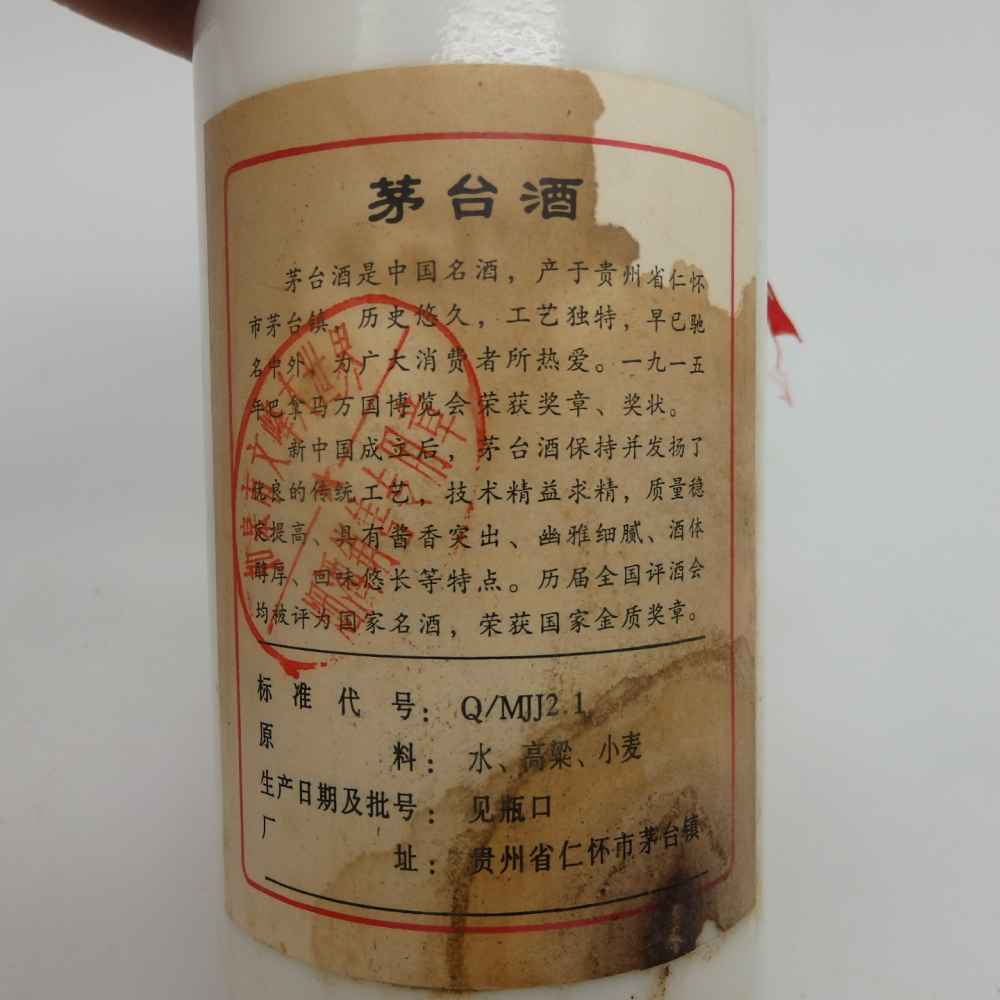 茅台酒
茅台酒是中国名酒，产于贵州省仁怀
市茅台镇，历史悠久，工艺独特，早已驰
名中外，为广大消费者所热爱。一九一五
年巴拿马万国博览会荣获奖章、奖状。
新中国成立后，茅台酒保持并发扬了
优良的传统工艺，技术精益求精，质量稳
定提高、具有酱香突出、幽雅细腻、酒体
醇厚、回味悠长等特点。历届全国评酒会
均被评为国家名酒，荣获国家金质奖章。
标准代号：Q/MJJ2.1
原料：水、高粱、小麦
生产日期及批号：见瓶口
厂址：贵州省仁怀市茅台镇
专用章